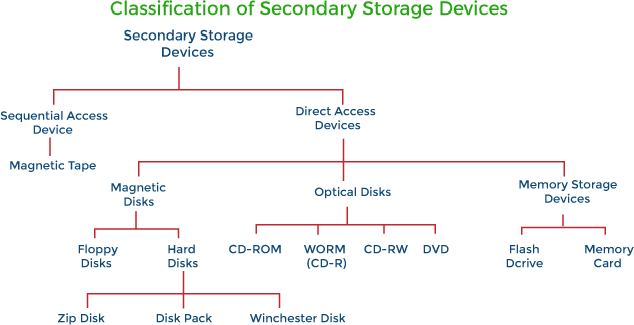 Classification of Secondary Storage Devices
Secondary Storage
Devices
Sequential Access
Device
Direct Access
Devices
Magnetic Tape
Magnetic
Disks
Optical Disks
Memory Storage
Devices
Floppy
Disks
Hard
Disks
CD-ROM
WORM
(CD-R)
CD-RW
DVD
Flash
Dcrive
Memory
Card
Zip Disk
Disk Pack
Winchester Disk